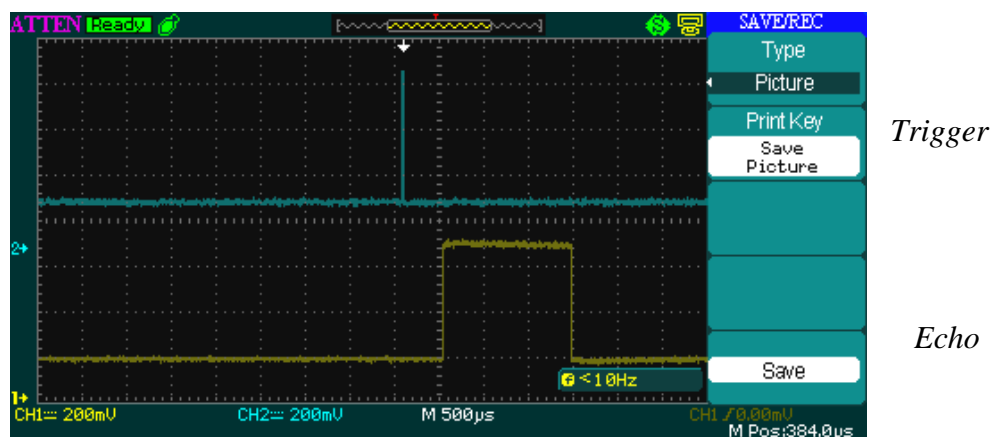 ATTEN Ready S SAVE/REC
Type
Picture
Print Key
Save
Picture
Trigger
2
Echo
f <10Hz
Save
1
CH1 200mV CH2 200mV M 500µs CH1 0.00mV
M Pos:384.0µs